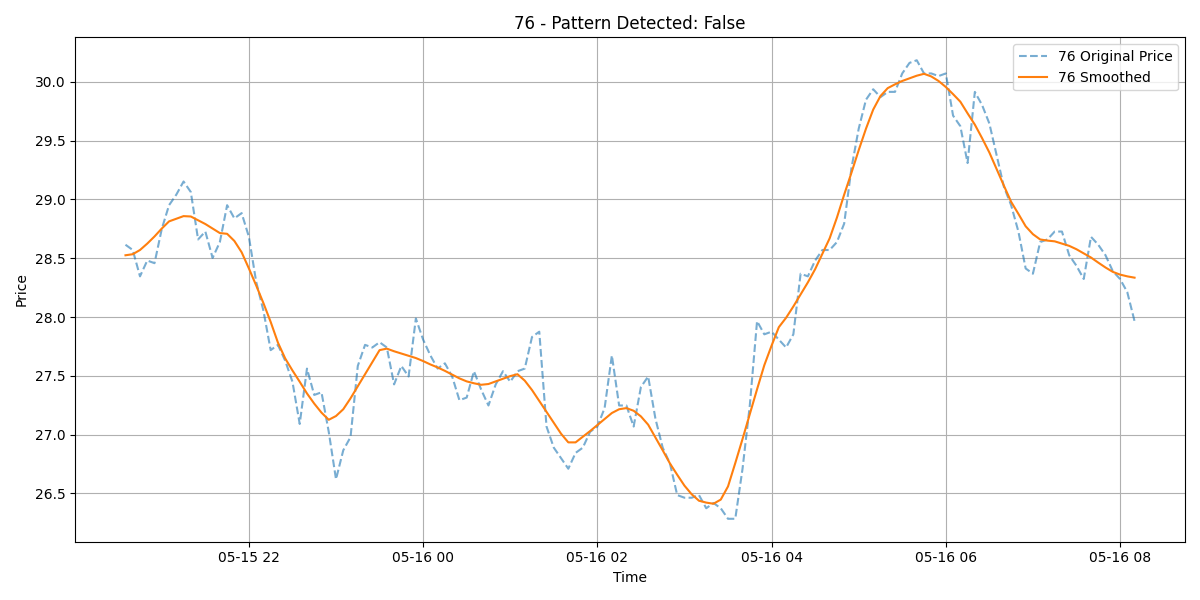 76 - Pattern Detected: False
76 Original Price
76 Smoothed
Price
30.0
29.5
29.0
28.5
28.0
27.5
27.0
26.5
05-15 22
05-16 00
05-16 02
05-16 04
05-16 06
05-16 08
Time